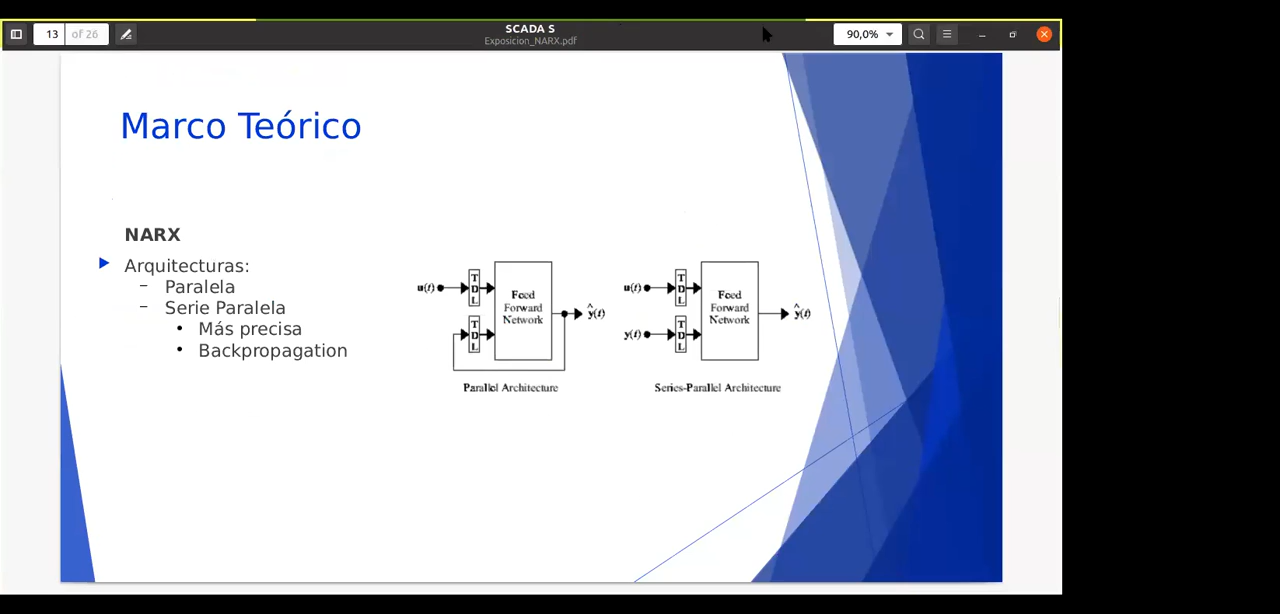 SCADA S
Exposicion_NARX.pdf
13 of 26
90,0%
Marco Teórico
NARX
Arquitecturas:
Paralela
Serie Paralela
Más precisa
Backpropagation
u(t)
T
D
L
T
D
L
Feed
Forward
Network
ŷ(t)
Parallel Architecture
u(t)
y(t)
T
D
L
T
D
L
Feed
Forward
Network
ŷ(t)
Series-Parallel Architecture